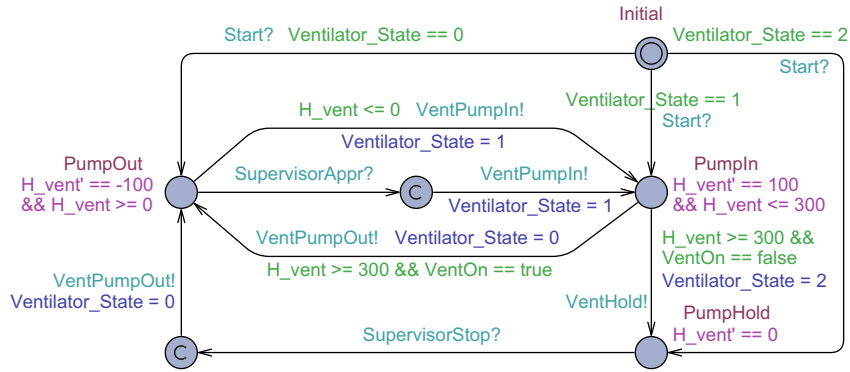 Initial
Start? Ventilator_State == 0
Ventilator_State == 2
Start?
H_vent <= 0 VentPumpIn!
Ventilator_State == 1
Start?
Ventilator_State = 1
PumpOut
H_vent' == -100
&& H_vent >= 0
SupervisorAppr?
C
VentPumpIn!
Ventilator_State = 1
PumpIn
H_vent' == 100
&& H_vent <= 300
VentPumpOut! Ventilator_State = 0
H_vent >= 300 && VentOn == true
H_vent >= 300 &&
VentOn == false
Ventilator_State = 2
VentPumpOut!
Ventilator_State = 0
VentHold!
PumpHold
H_vent' == 0
SupervisorStop?
C